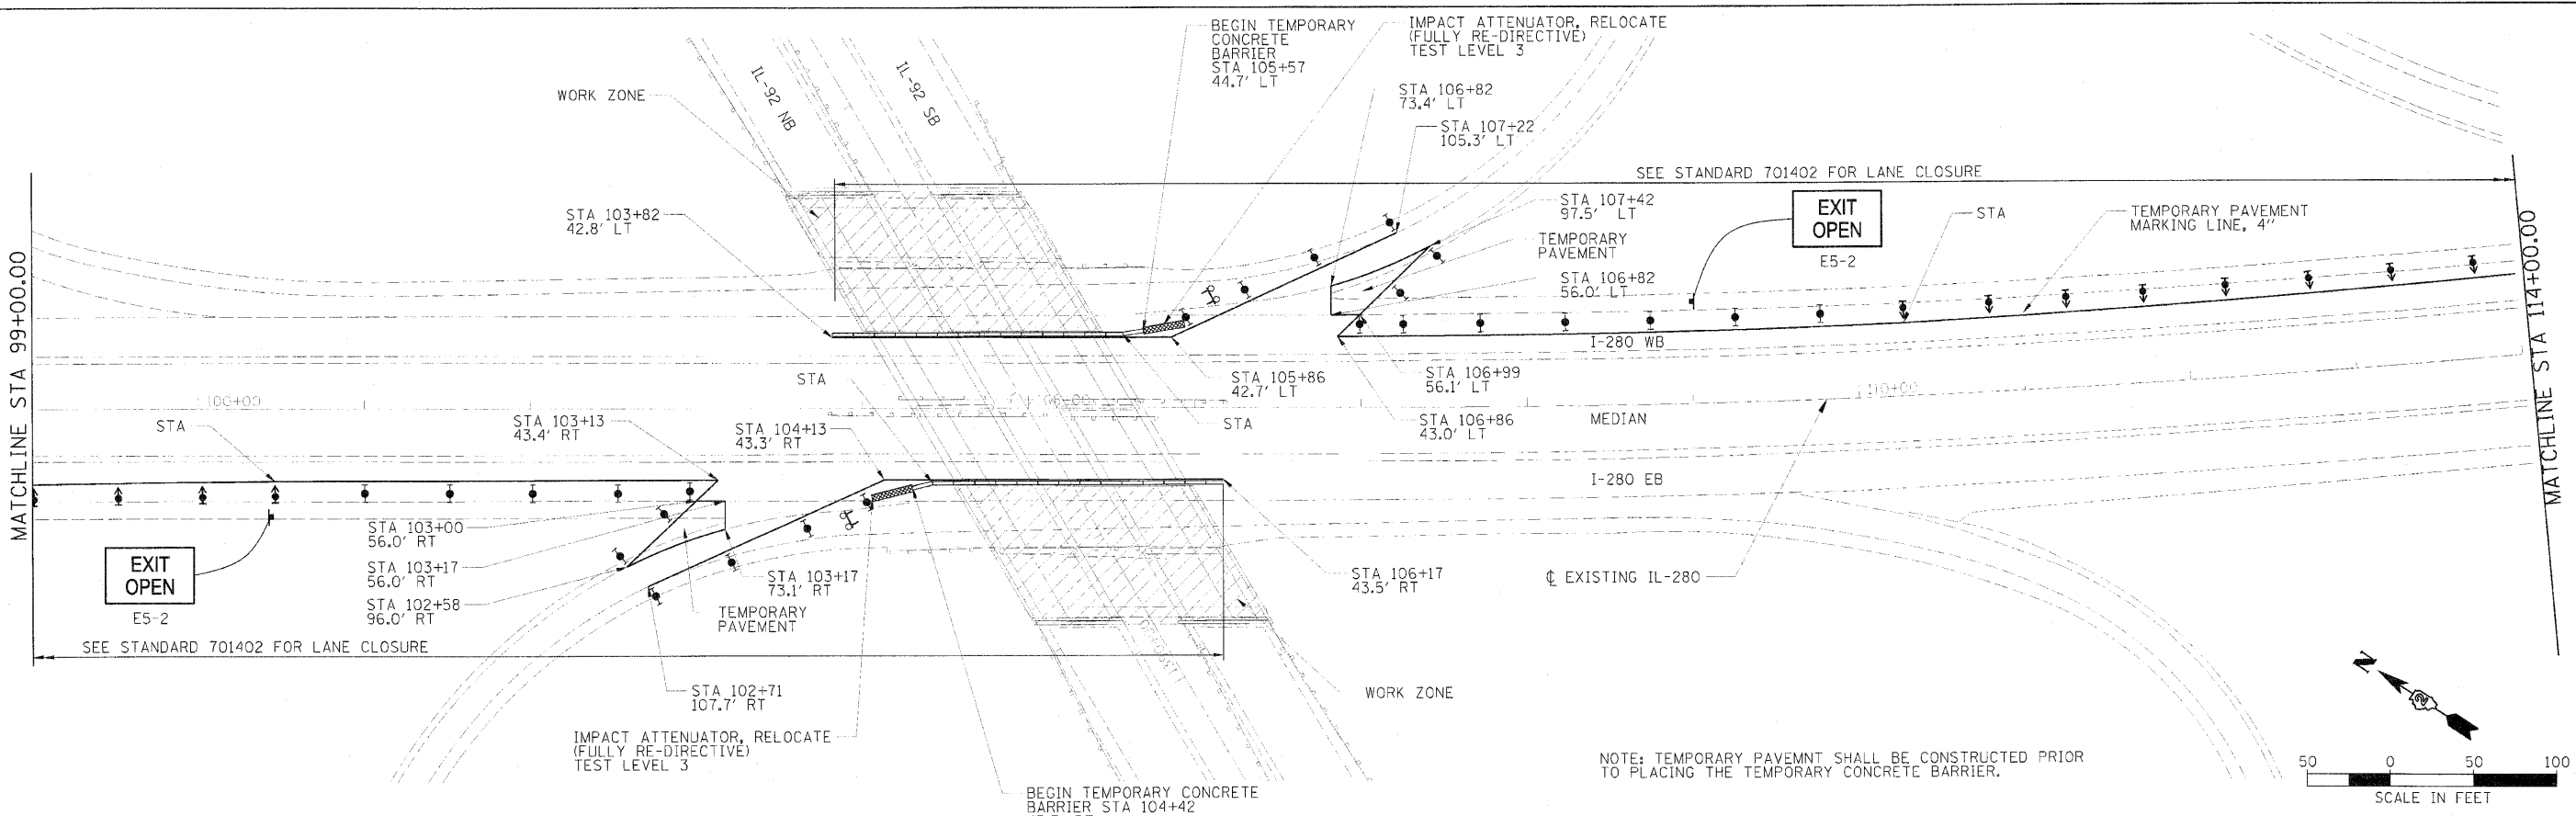 BEGIN TEMPORARY
CONCRETE
BARRIER
STA 105+57
44.7' LT
IMPACT ATTENUATOR, RELOCATE
(FULLY RE-DIRECTIVE)
TEST LEVEL 3
WORK ZONE
IL-92 NB
IL-92 SB
STA 106+82
73.4' LT
STA 107+22
105.3' LT
SEE STANDARD 701402 FOR LANE CLOSURE
STA 103+82
42.8' LT
STA 107+42
97.5' LT
TEMPORARY
PAVEMENT
STA 106+82
56.0' LT
EXIT
OPEN
E5-2
STA
TEMPORARY PAVEMENT
MARKING LINE, 4"
MATCHLINE STA 99+00.00
MATCHLINE STA 114+00.00
I-280 WB
STA
STA 105+86
42.7' LT
STA 106+99
56.1' LT
100+00
110+00
STA
STA 103+13
43.4' RT
STA 104+13
43.3' RT
STA
STA 106+86
43.0' LT
MEDIAN
I-280 EB
STA 103+00
56.0' RT
STA 103+17
56.0' RT
STA 102+58
96.0' RT
EXIT
OPEN
E5-2
STA 103+17
73.1' RT
TEMPORARY
PAVEMENT
STA 106+17
43.5' RT
℄ EXISTING IL-280
SEE STANDARD 701402 FOR LANE CLOSURE
STA 102+71
107.7' RT
WORK ZONE
IMPACT ATTENUATOR, RELOCATE
(FULLY RE-DIRECTIVE)
TEST LEVEL 3
BEGIN TEMPORARY CONCRETE
BARRIER STA 104+42
NOTE: TEMPORARY PAVEMNT SHALL BE CONSTRUCTED PRIOR
TO PLACING THE TEMPORARY CONCRETE BARRIER.
N
2
50 0 50 100
SCALE IN FEET